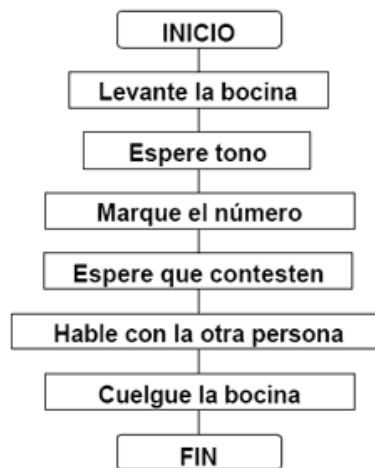 INICIO
Levante la bocina
Espere tono
Marque el número
Espere que contesten
Hable con la otra persona
Cuelgue la bocina
FIN